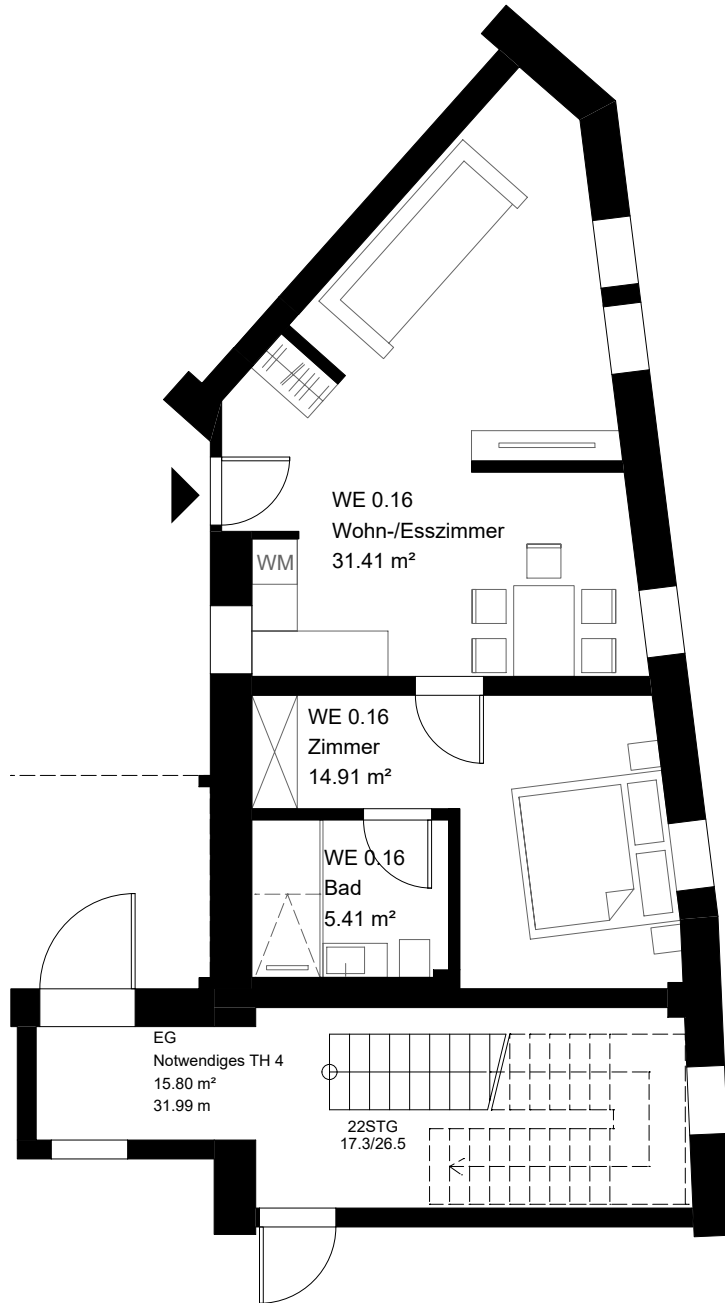 WE 0.16
Wohn-/Esszimmer
31.41 m²
WM
WE 0.16
Zimmer
14.91 m²
WE 0.16
Bad
5.41 m²
EG
Notwendiges TH 4
15.80 m²
31.99 m
22STG
17.3/26.5